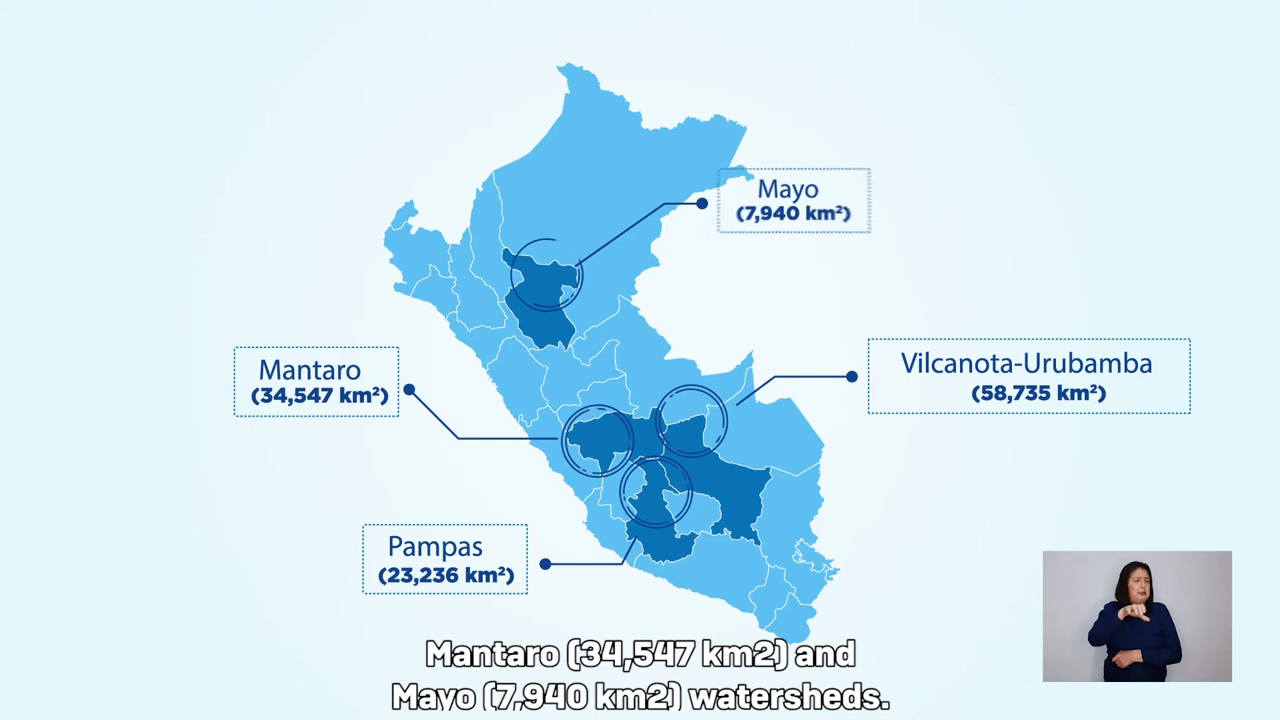 Mayo
(7,940 km²)
Mantaro
(34,547 km²)
Vilcanota-Urubamba
(58,735 km²)
Pampas
(23,236 km²)
Mantaro (34,547 km2) and
Mayo (7,940 km2) watersheds.